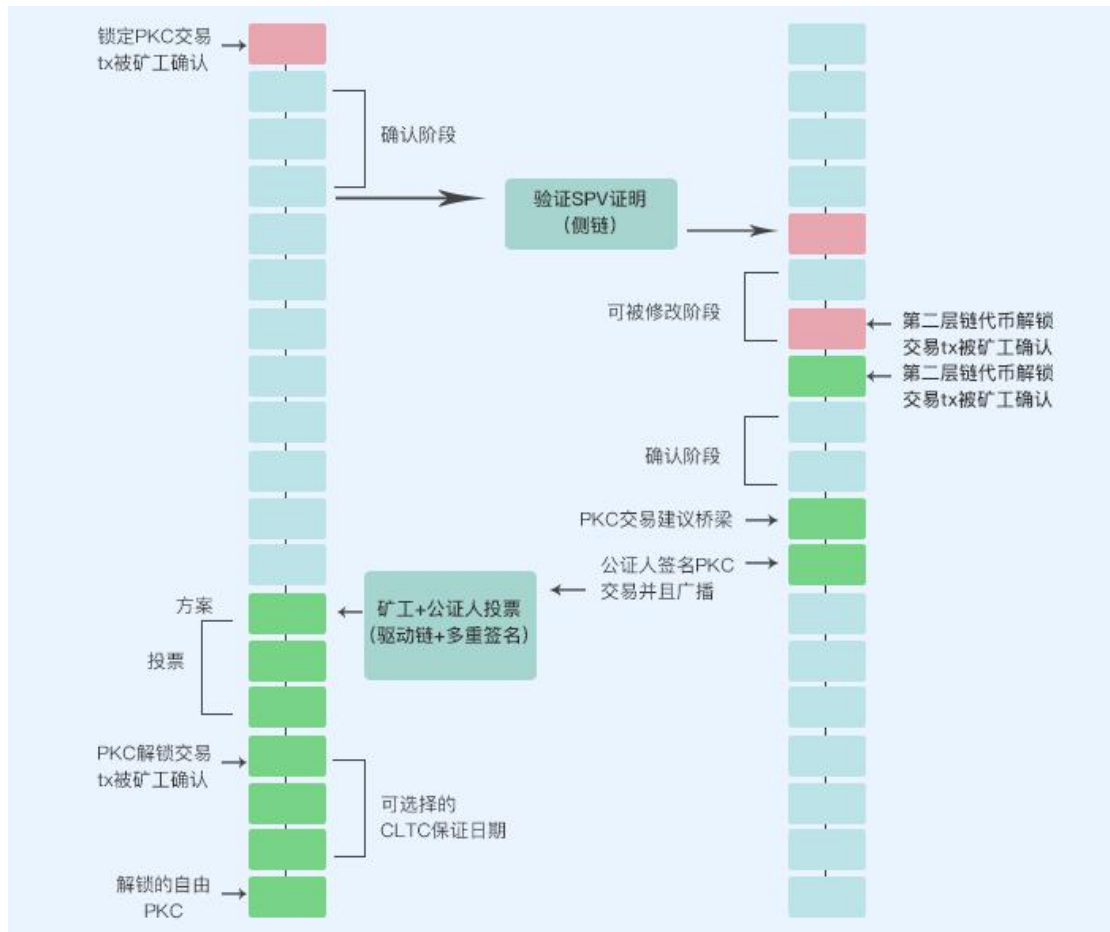 锁定PKC交易
tx被矿工确认
确认阶段
验证SPV证明
(侧链)
可被修改阶段
第二层链代币解锁
交易tx被矿工确认
第二层链代币解锁
交易tx被矿工确认
确认阶段
PKC交易建议桥梁
公证人签名PKC
交易并且广播
矿工+公证人投票
(驱动链+多重签名)
方案
投票
PKC解锁交易
tx被矿工确认
可选择的
CLTC保证日期
解锁的自由
PKC